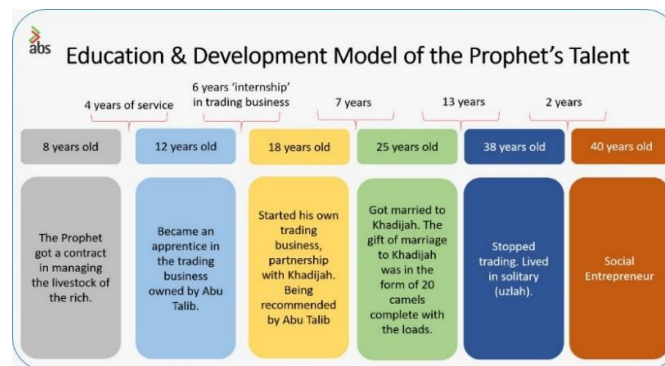 abs
Education & Development Model of the Prophet's Talent
4 years of service
6 years 'internship'
in trading business
7 years
13 years
2 years
8 years old
12 years old
18 years old
25 years old
38 years old
40 years old
The Prophet
got a contract
in managing
the livestock of
the rich.
Became an
apprentice in
the trading
business
owned by Abu
Talib.
Started his own
trading
business,
partnership
with Khadijah.
Being
recommended
by Abu Talib
Got married to
Khadijah. The
gift of marriage
to Khadijah
was in the
form of 20
camels
complete with
the loads.
Stopped
trading. Lived
in solitary
(uzlah).
Social
Entrepreneur